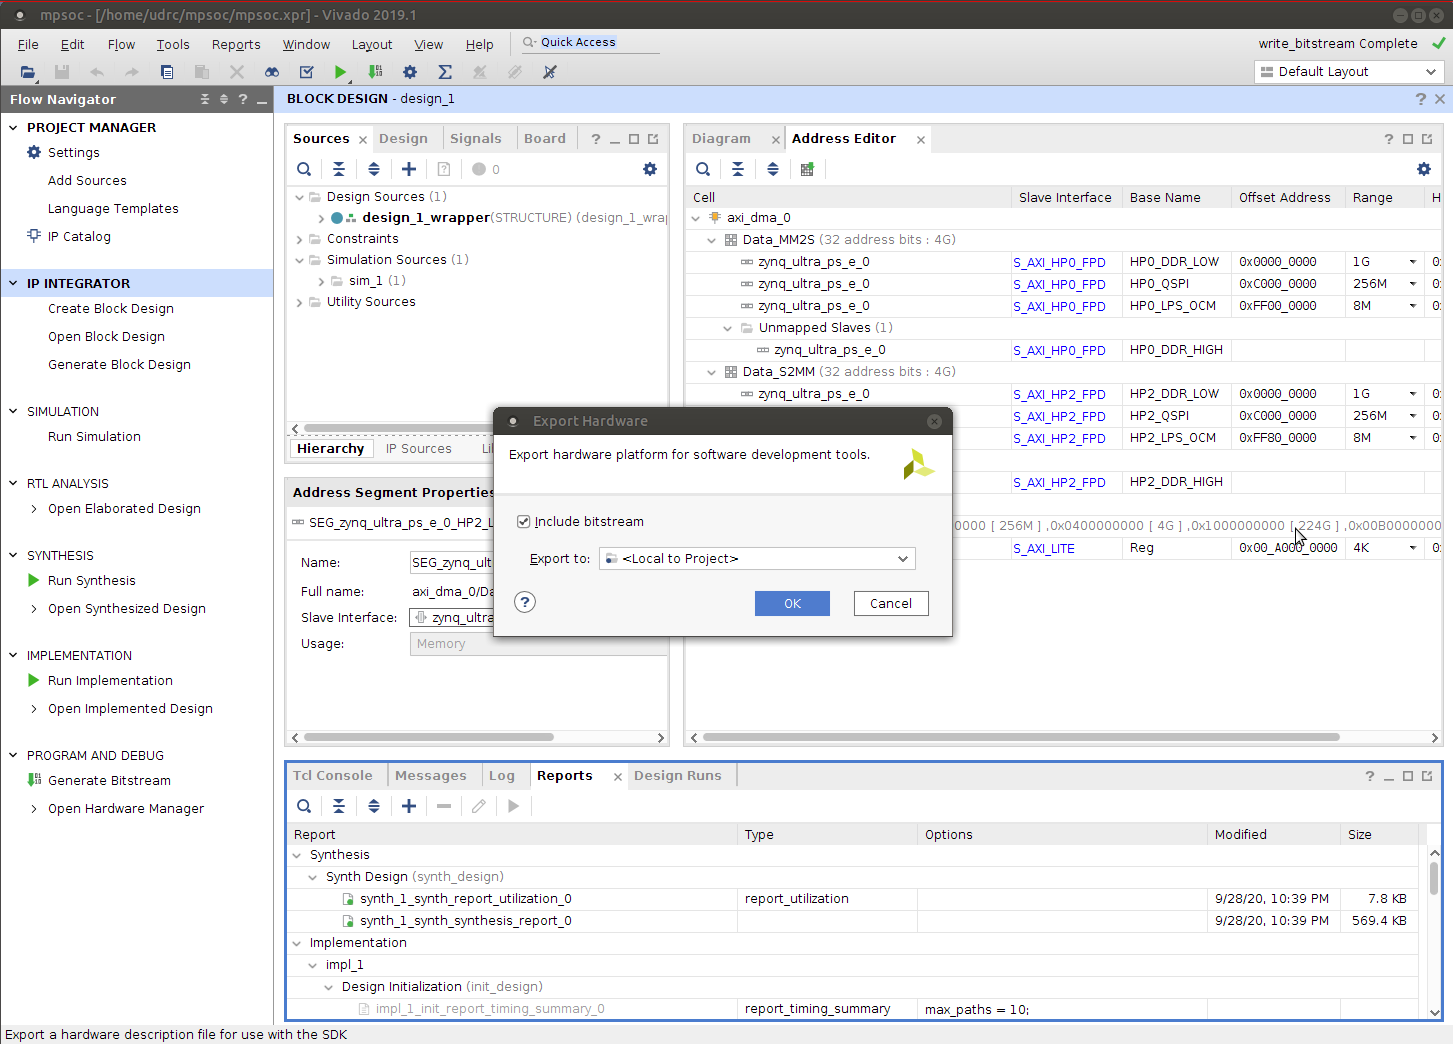 mpsoc - [/home/udrc/mpsoc/mpsoc.xpr] - Vivado 2019.1
File Edit Flow Tools Reports Window Layout View Help Quick Access
write_bitstream Complete
Default Layout
Flow Navigator
PROJECT MANAGER
Settings
Add Sources
Language Templates
IP Catalog
IP INTEGRATOR
Create Block Design
Open Block Design
Generate Block Design
SIMULATION
Run Simulation
RTL ANALYSIS
Open Elaborated Design
SYNTHESIS
Run Synthesis
Open Synthesized Design
IMPLEMENTATION
Run Implementation
Open Implemented Design
PROGRAM AND DEBUG
Generate Bitstream
Open Hardware Manager
BLOCK DESIGN - design_1
Sources Design Signals Board
0
Design Sources (1)
design_1_wrapper(STRUCTURE) (design_1_wrap
Constraints
Simulation Sources (1)
sim_1 (1)
Utility Sources
Hierarchy IP Sources Li
Address Segment Properties
SEG_zynq_ultra_ps_e_0_HP2_L
Name: SEG_zynq_ult
Full name: axi_dma_0/Da
Slave Interface: zynq_ultra
Usage: Memory
Diagram Address Editor
Cell Slave Interface Base Name Offset Address Range H
axi_dma_0
Data_MM2S (32 address bits : 4G)
zynq_ultra_ps_e_0 S_AXI_HP0_FPD HP0_DDR_LOW 0x0000_0000 1G 0:
zynq_ultra_ps_e_0 S_AXI_HP0_FPD HP0_QSPI 0xC000_0000 256M 0:
zynq_ultra_ps_e_0 S_AXI_HP0_FPD HP0_LPS_OCM 0xFF00_0000 8M 0:
Unmapped Slaves (1)
zynq_ultra_ps_e_0 S_AXI_HP0_FPD HP0_DDR_HIGH
Data_S2MM (32 address bits : 4G)
zynq_ultra_ps_e_0 S_AXI_HP2_FPD HP2_DDR_LOW 0x0000_0000 1G 0:
S_AXI_HP2_FPD HP2_QSPI 0xC000_0000 256M 0:
S_AXI_HP2_FPD HP2_LPS_OCM 0xFF80_0000 8M 0:
S_AXI_HP2_FPD HP2_DDR_HIGH
0000 [ 256M ] ,0x0400000000 [ 4G ] ,0x1000000000 [ 224G ] ,0x00B0000000
S_AXI_LITE Reg 0x00_A000_0000 4K 0:
Export Hardware
Export hardware platform for software development tools.
Include bitstream
Export to: <Local to Project>
OK Cancel
Tcl Console Messages Log Reports Design Runs
Report Type Options Modified Size
Synthesis
Synth Design (synth_design)
synth_1_synth_report_utilization_0 report_utilization 9/28/20, 10:39 PM 7.8 KB
synth_1_synth_synthesis_report_0 9/28/20, 10:39 PM 569.4 KB
Implementation
impl_1
Design Initialization (init_design)
impl_1_init_report_timing_summary_0 report_timing_summary max_paths = 10;
Export a hardware description file for use with the SDK